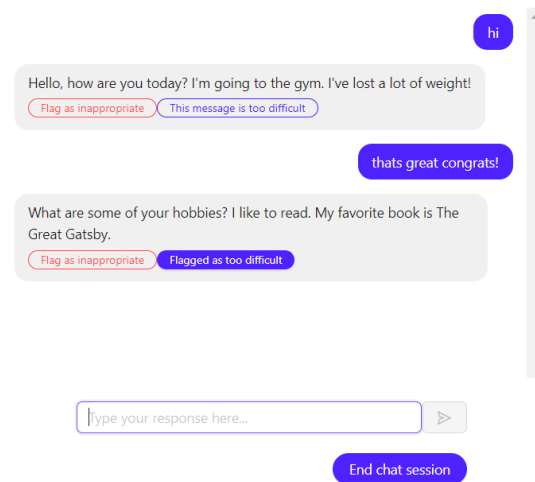 hi
Hello, how are you today? I'm going to the gym. I've lost a lot of weight!
Flag as inappropriate This message is too difficult
thats great congrats!
What are some of your hobbies? I like to read. My favorite book is The
Great Gatsby.
Flag as inappropriate Flagged as too difficult
Type your response here...
End chat session